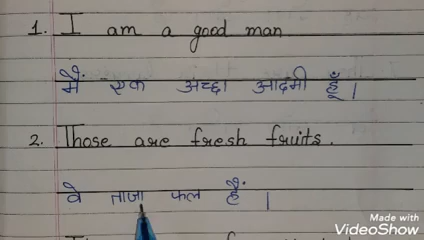 1. I am a good man
मैं एक अच्छा आदमी हूँ |
2. Those are fresh fruits.
वे ताजा फल हैं |
Made with
VideoShow